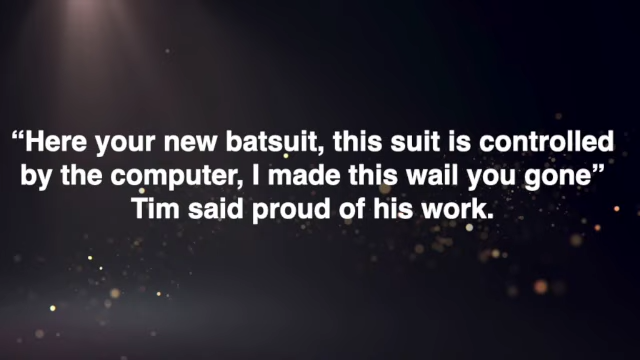 “Here your new batsuit, this suit is controlled
by the computer, I made this wail you gone”
Tim said proud of his work.